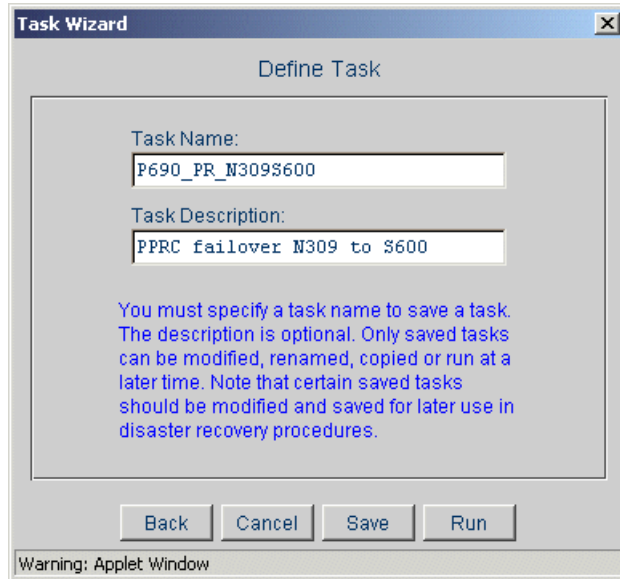 Task Wizard
Define Task
Task Name:
P690_PR_N309S600
Task Description:
PPRC failover N309 to S600
You must specify a task name to save a task.
The description is optional. Only saved tasks
can be modified, renamed, copied or run at a
later time. Note that certain saved tasks
should be modified and saved for later use in
disaster recovery procedures.
Back Cancel Save Run
Warning: Applet Window